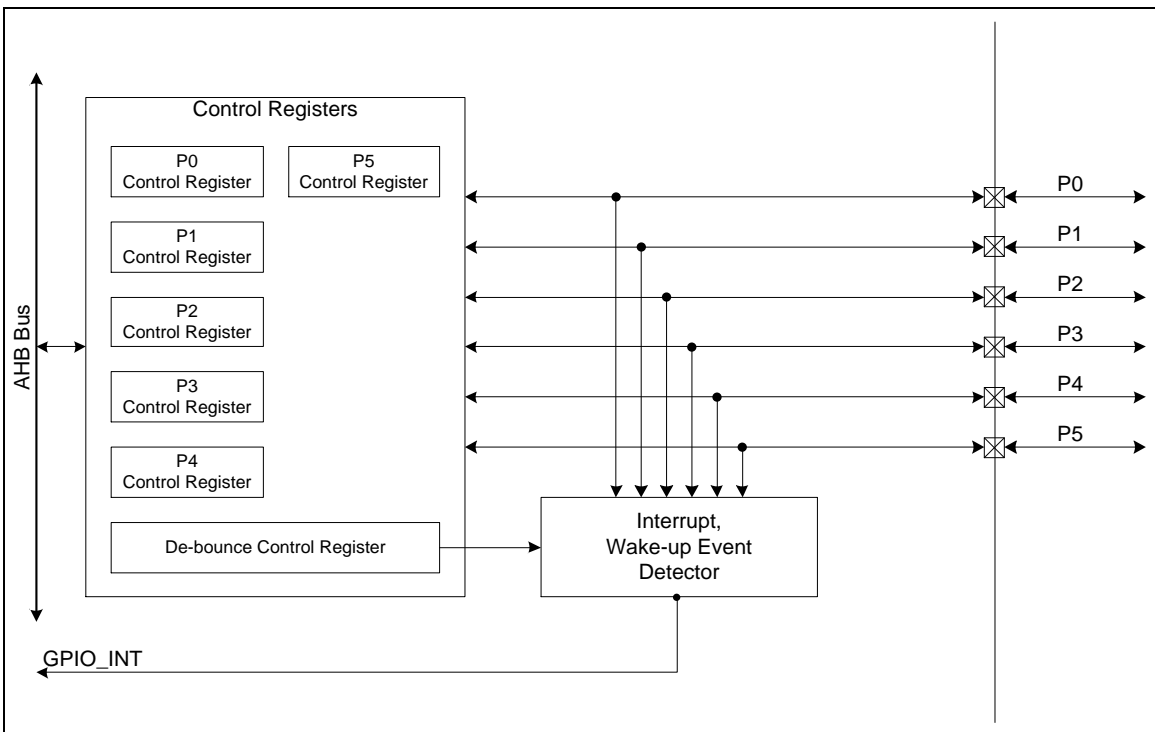 Control Registers
P0
Control Register
P5
Control Register
P1
Control Register
P2
Control Register
P3
Control Register
P4
Control Register
De-bounce Control Register
AHB Bus
Interrupt,
Wake-up Event
Detector
GPIO_INT
P0
P1
P2
P3
P4
P5